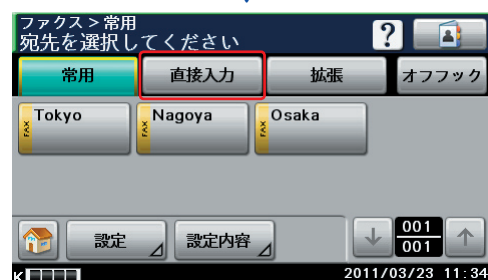 ファクス > 常用
宛先を選択してください
?
常用 直接入力 拡張 オフフック
FAX Tokyo FAX Nagoya FAX Osaka
設定 設定内容 001
001
K 2011/03/23 11:34